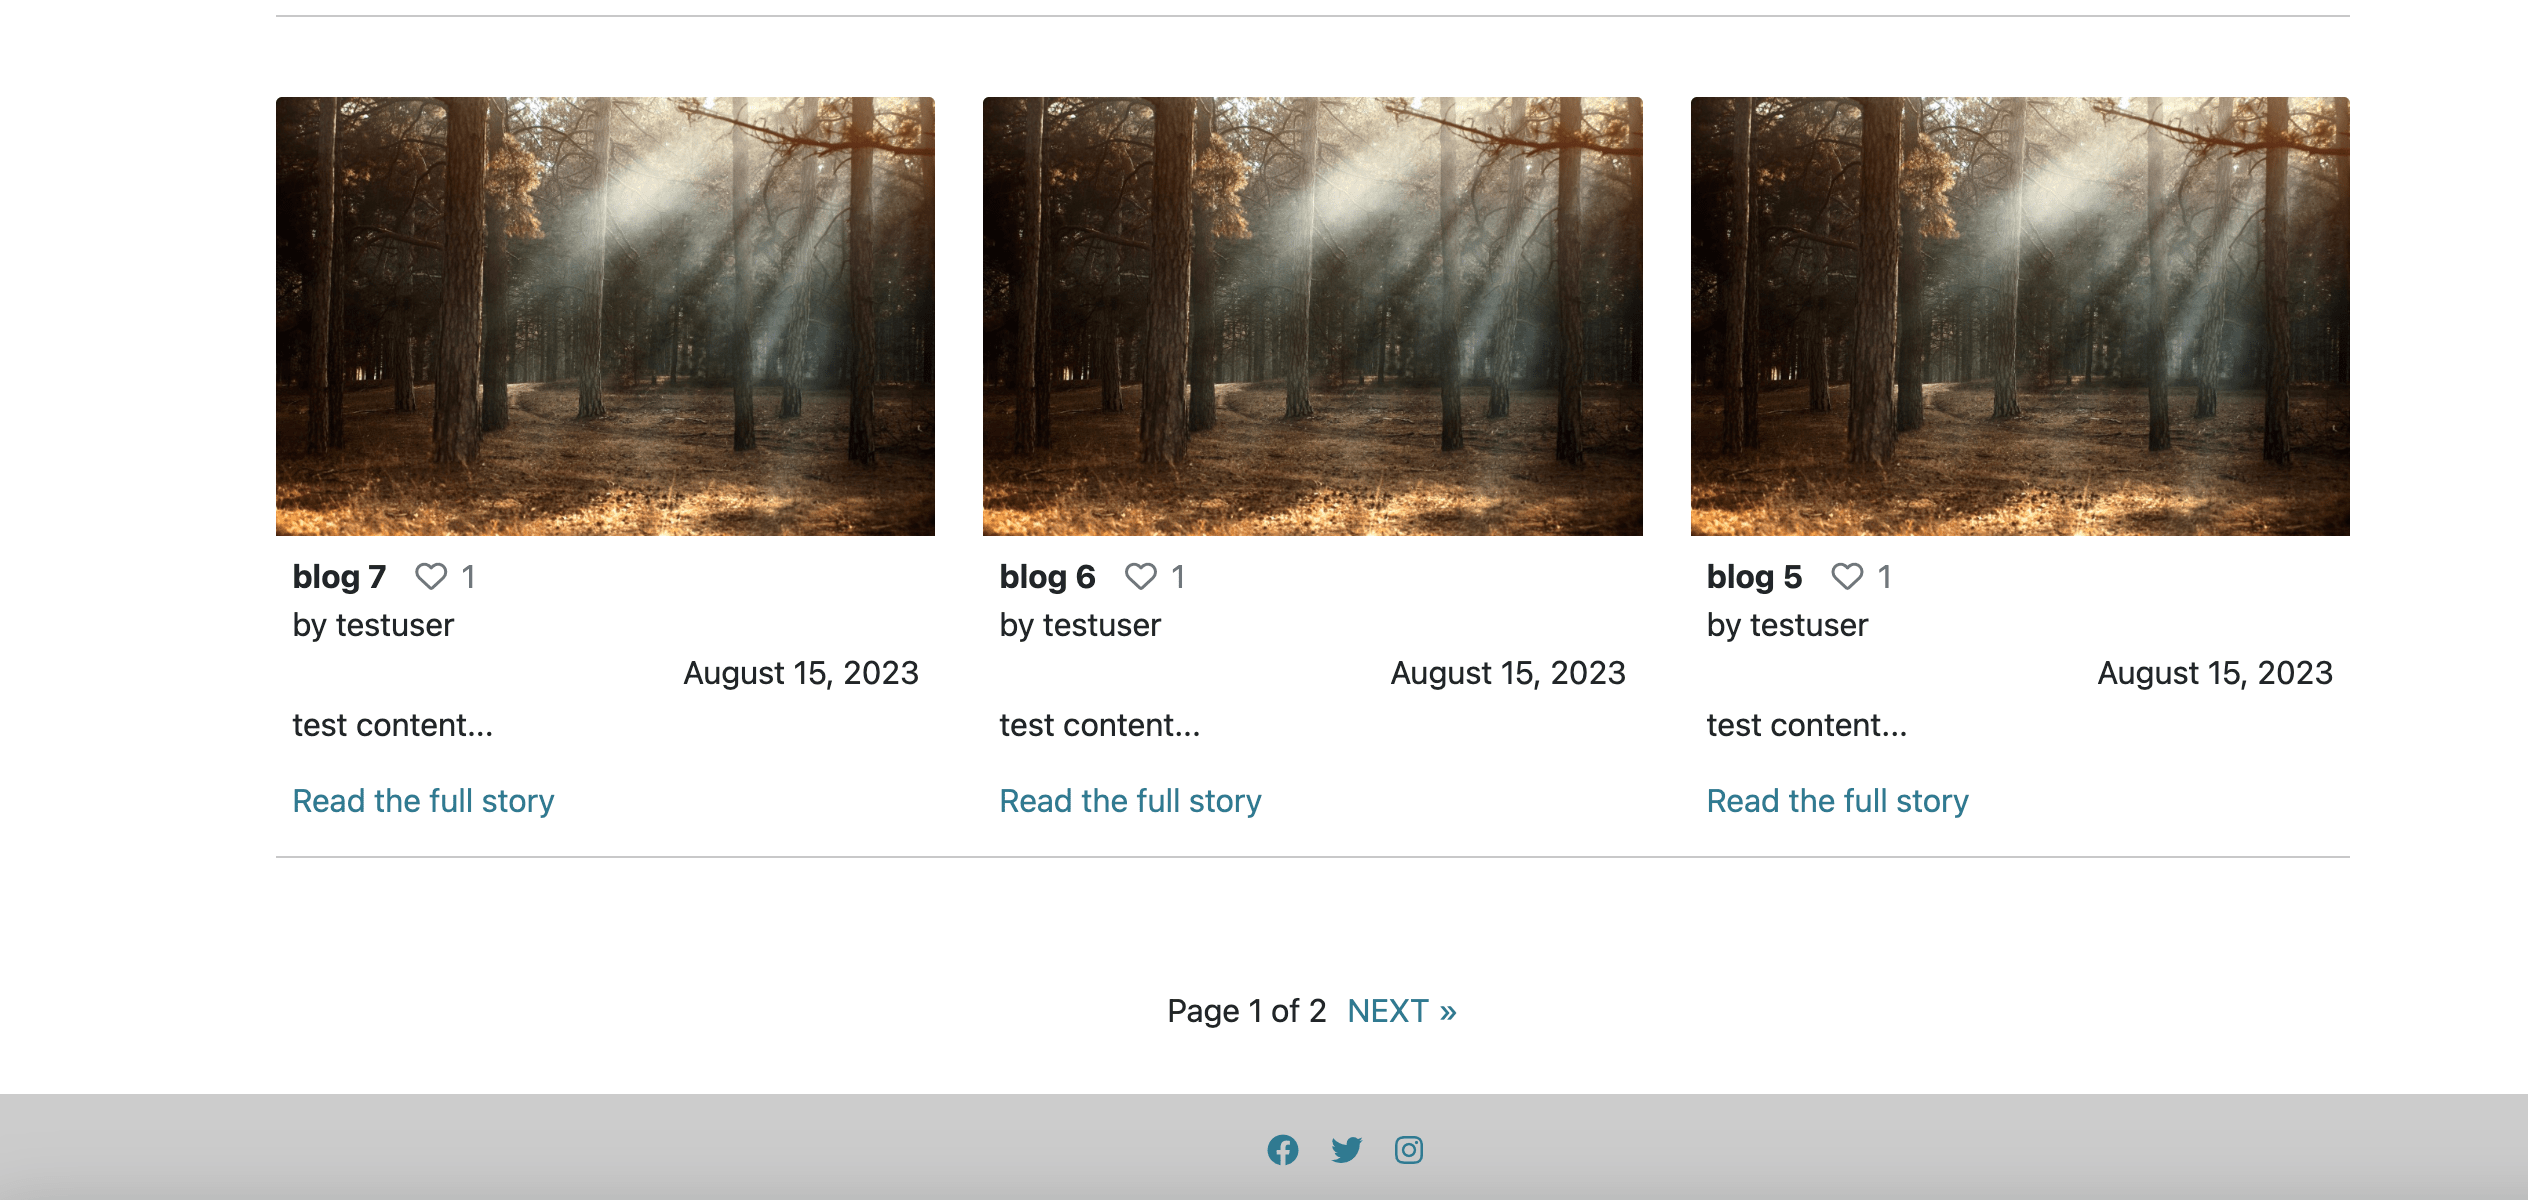 blog 7 1
by testuser
August 15, 2023
test content...
Read the full story
blog 6 1
by testuser
August 15, 2023
test content...
Read the full story
blog 5 1
by testuser
August 15, 2023
test content...
Read the full story
Page 1 of 2 NEXT »